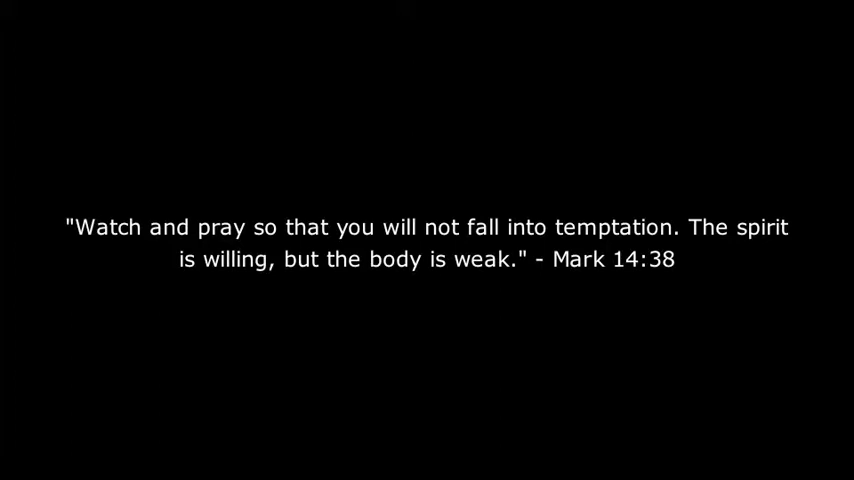 "Watch and pray so that you will not fall into temptation. The spirit
is willing, but the body is weak." - Mark 14:38